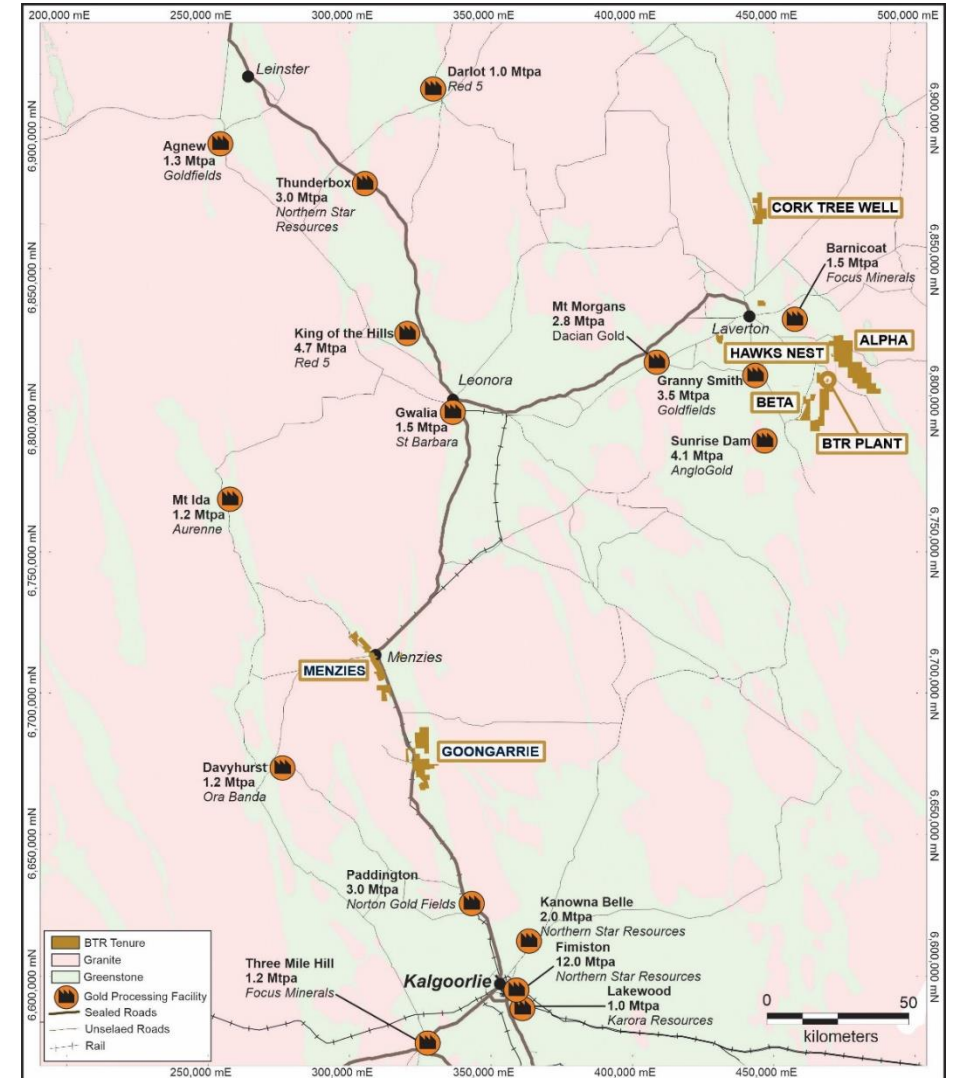 200,000 mE
250,000 mE
300,000 mE
350,000 mE
400,000 mE
450,000 mE
500,000 mE
6,900,000 mN
6,850,000 mN
6,800,000 mN
6,750,000 mN
6,700,000 mN
6,650,000 mN
6,600,000 mN
6,900,000 mN
6,850,000 mN
6,800,000 mN
6,750,000 mN
6,700,000 mN
6,650,000 mN
6,600,000 mN
Leinster
Darlot 1.0 Mtpa
Red 5
Agnew
1.3 Mtpa
Goldfields
Thunderbox
3.0 Mtpa
Northern Star
Resources
CORK TREE WELL
Barnicoat
1.5 Mtpa
Focus Minerals
Mt Morgans
2.8 Mtpa
Dacian Gold
Laverton
King of the Hills
4.7 Mtpa
Red 5
HAWKS NEST
ALPHA
Leonora
Granny Smith
3.5 Mtpa
Goldfields
BETA
Gwalia
1.5 Mtpa
St Barbara
BTR PLANT
Sunrise Dam
4.1 Mtpa
AngloGold
Mt Ida
1.2 Mtpa
Aurenne
Menzies
MENZIES
GOONGARRIE
Davyhurst
1.2 Mtpa
Ora Banda
Paddington
3.0 Mtpa
Norton Gold Fields
Kanowna Belle
2.0 Mtpa
Northern Star Resources
Fimiston
12.0 Mtpa
Northern Star Resources
Three Mile Hill
1.2 Mtpa
Focus Minerals
Kalgoorlie
Lakewood
1.0 Mtpa
Karora Resources
BTR Tenure
Granite
Greenstone
Gold Processing Facility
Sealed Roads
Unselaed Roads
Rail
0
50
kilometers
250,000 mE
300,000 mE
350,000 mE
400,000 mE
450,000 mE